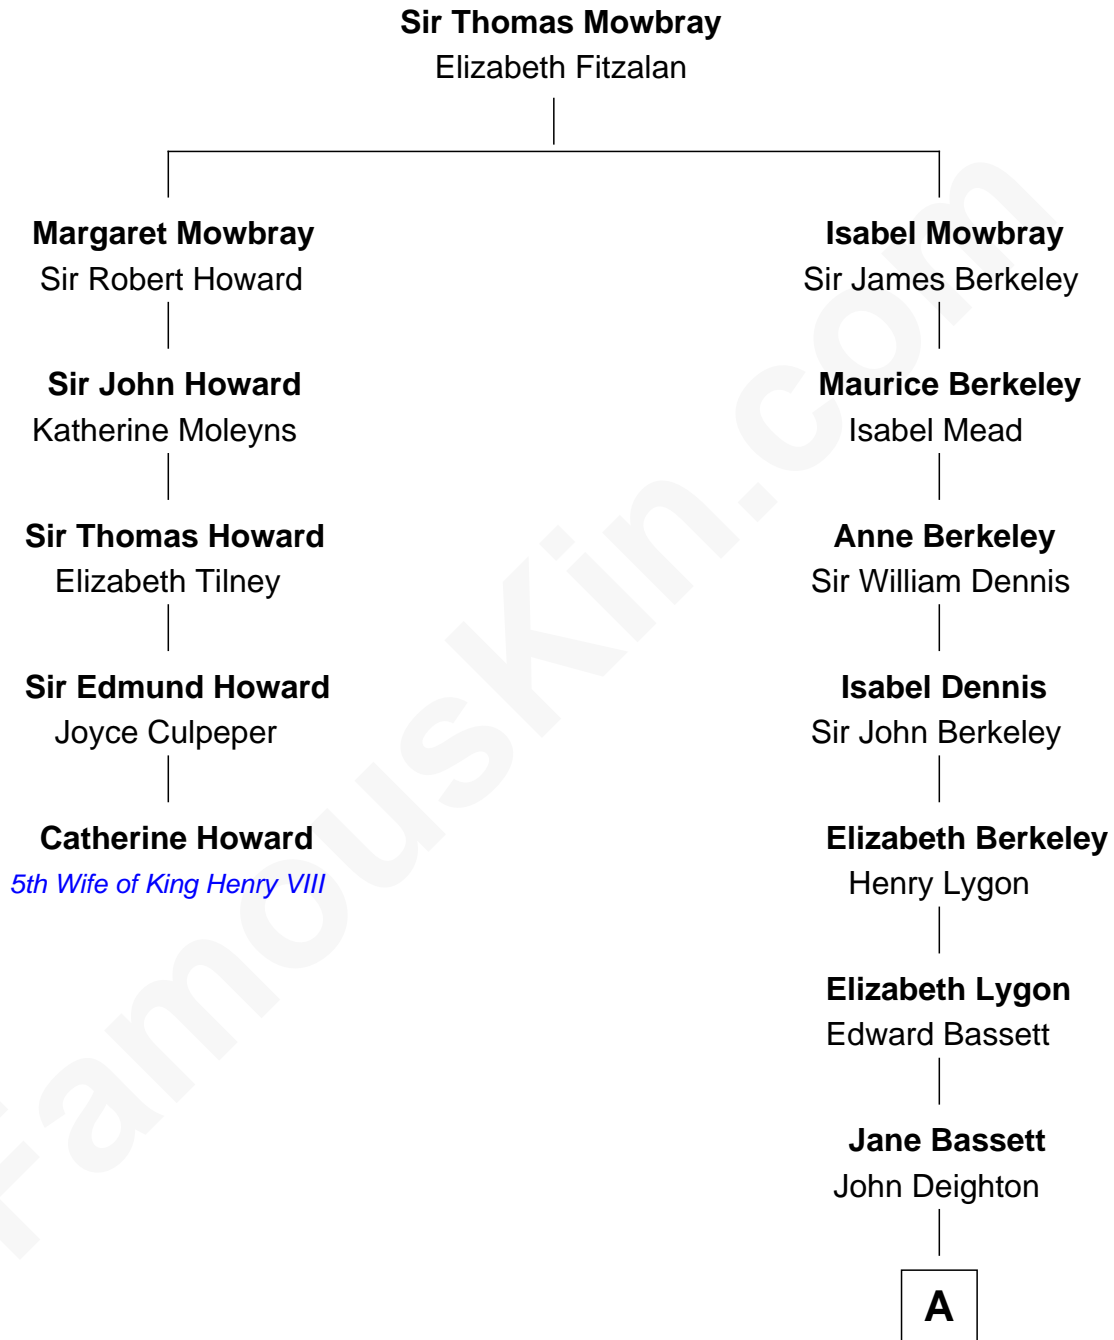 Sir Thomas Mowbray
Elizabeth Fitzalan
Margaret Mowbray
Sir Robert Howard
Sir John Howard
Katherine Moleyns
Sir Thomas Howard
Elizabeth Tilney
Sir Edmund Howard
Joyce Culpeper
Catherine Howard
5th Wife of King Henry VIII
Isabel Mowbray
Sir James Berkeley
Maurice Berkeley
Isabel Mead
Anne Berkeley
Sir William Dennis
Isabel Dennis
Sir John Berkeley
Elizabeth Berkeley
Henry Lygon
Elizabeth Lygon
Edward Bassett
Jane Bassett
John Deighton
A
FamousKin.com